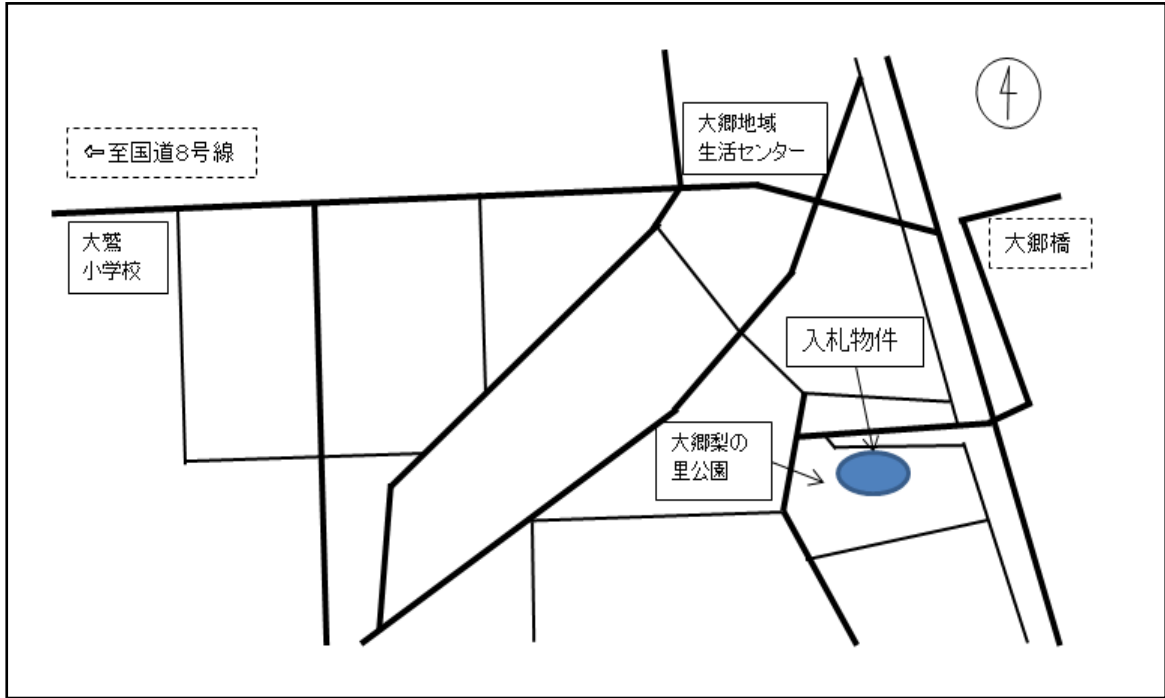 大郷地域
生活センター
⇦至国道8号線
大鷲
小学校
大郷橋
入札物件
大郷梨の
里公園